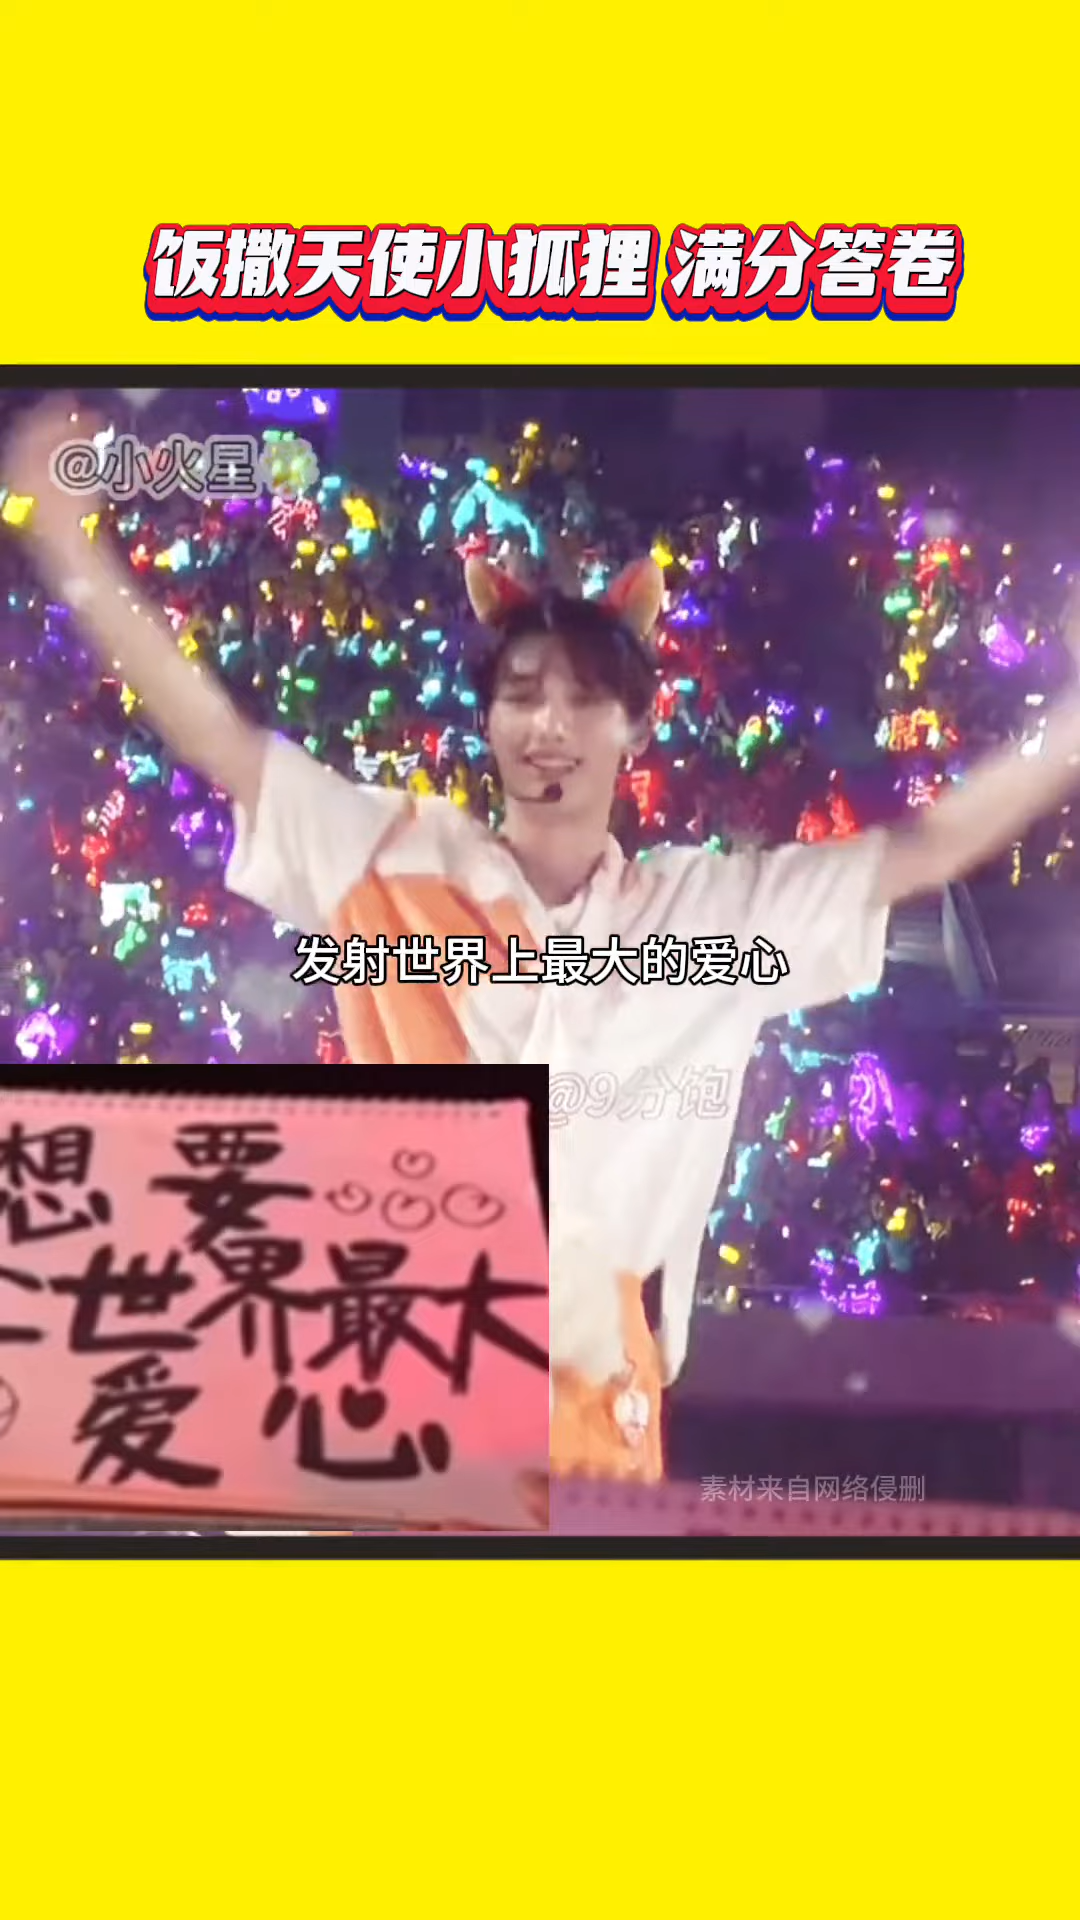 饭撒天使小狐狸 满分答卷
@小火星
发射世界上最大的爱心
@9分饱
想要
世界最大
爱心
素材来自网络侵删